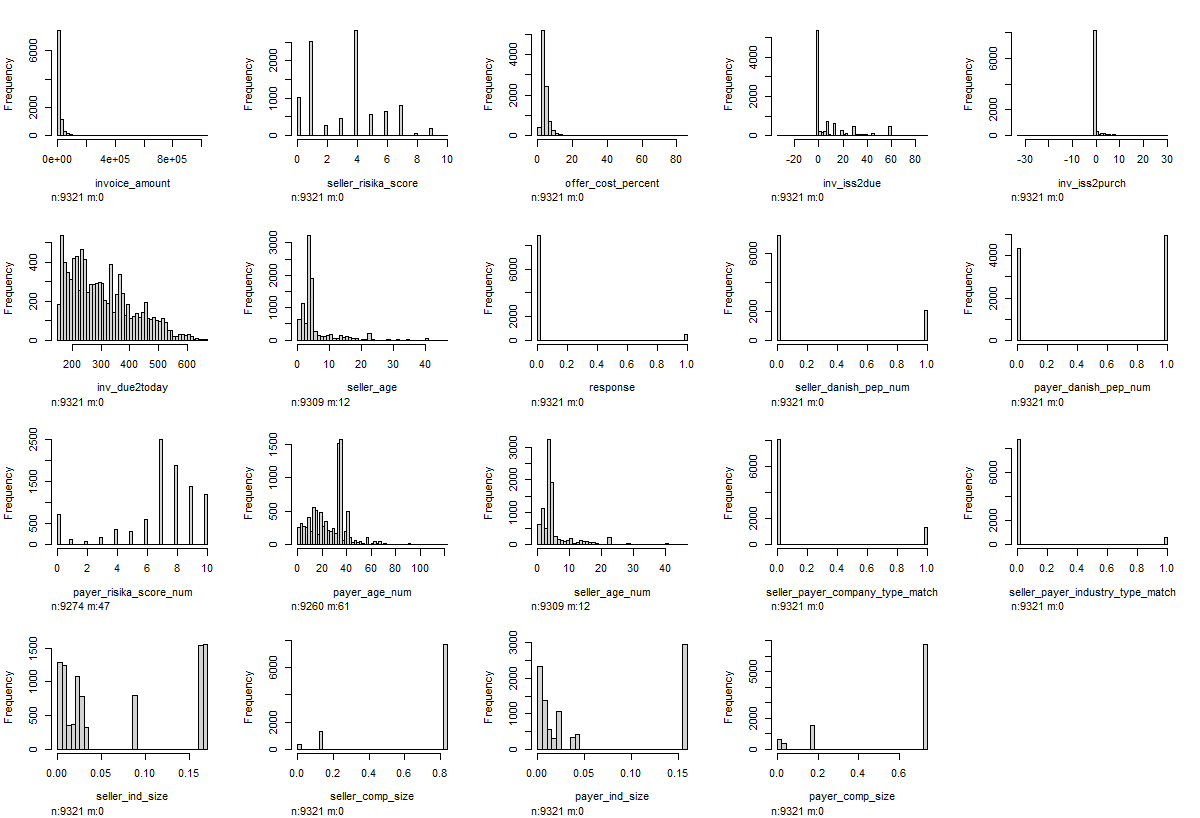 Frequency
0 2000 6000
0e+00 4e+05 8e+05
invoice_amount
n:9321 m:0
Frequency
0 1000 2000
0 2 4 6 8 10
seller_risika_score
n:9321 m:0
Frequency
0 1000 3000 5000
0 20 40 60 80
offer_cost_percent
n:9321 m:0
Frequency
0 2000 4000
-20 0 20 40 60 80
inv_iss2due
n:9321 m:0
Frequency
0 2000 6000
-30 -10 0 10 20 30
inv_iss2purch
n:9321 m:0
Frequency
0 200 400
200 300 400 500 600
inv_due2today
n:9321 m:0
Frequency
0 1000 2000 3000
0 10 20 30 40
seller_age
n:9309 m:12
Frequency
0 2000 6000
0.0 0.2 0.4 0.6 0.8 1.0
response
n:9321 m:0
Frequency
0 2000 6000
0.0 0.2 0.4 0.6 0.8 1.0
seller_danish_pep_num
n:9321 m:0
Frequency
0 2000 4000
0.0 0.2 0.4 0.6 0.8 1.0
payer_danish_pep_num
n:9321 m:0
Frequency
0 500 1500 2500
0 2 4 6 8 10
payer_risika_score_num
n:9274 m:47
Frequency
0 500 1000 1500
0 20 40 60 80 100
payer_age_num
n:9260 m:61
Frequency
0 1000 2000 3000
0 10 20 30 40
seller_age_num
n:9309 m:12
Frequency
0 2000 6000
0.0 0.2 0.4 0.6 0.8 1.0
seller_payer_company_type_match
n:9321 m:0
Frequency
0 2000 6000
0.0 0.2 0.4 0.6 0.8 1.0
seller_payer_industry_type_match
n:9321 m:0
Frequency
0 500 1000 1500
0.00 0.05 0.10 0.15
seller_ind_size
n:9321 m:0
Frequency
0 2000 6000
0.0 0.2 0.4 0.6 0.8
seller_comp_size
n:9321 m:0
Frequency
0 1000 2000 3000
0.00 0.05 0.10 0.15
payer_ind_size
n:9321 m:0
Frequency
0 2000 5000
0.0 0.2 0.4 0.6
payer_comp_size
n:9321 m:0